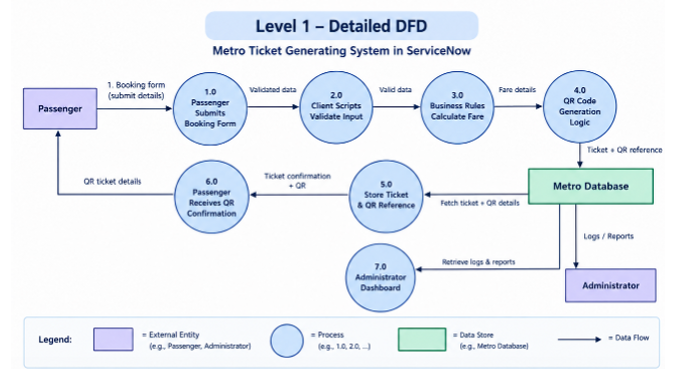 Level 1 – Detailed DFD
Metro Ticket Generating System in ServiceNow
Passenger
1. Booking form
(submit details)
1.0
Passenger
Submits
Booking Form
Validated data
2.0
Client Scripts
Validate Input
Valid data
3.0
Business Rules
Calculate Fare
Fare details
4.0
QR Code
Generation
Logic
Ticket + QR reference
QR ticket details
6.0
Passenger
Receives QR
Confirmation
Ticket confirmation
+ QR
5.0
Store Ticket
& QR Reference
Fetch ticket + QR details
Metro Database
Logs / Reports
7.0
Administrator
Dashboard
Retrieve logs & reports
Administrator
Legend:
= External Entity
(e.g., Passenger, Administrator)
= Process
(e.g., 1.0, 2.0, ...)
= Data Store
(e.g., Metro Database)
= Data Flow